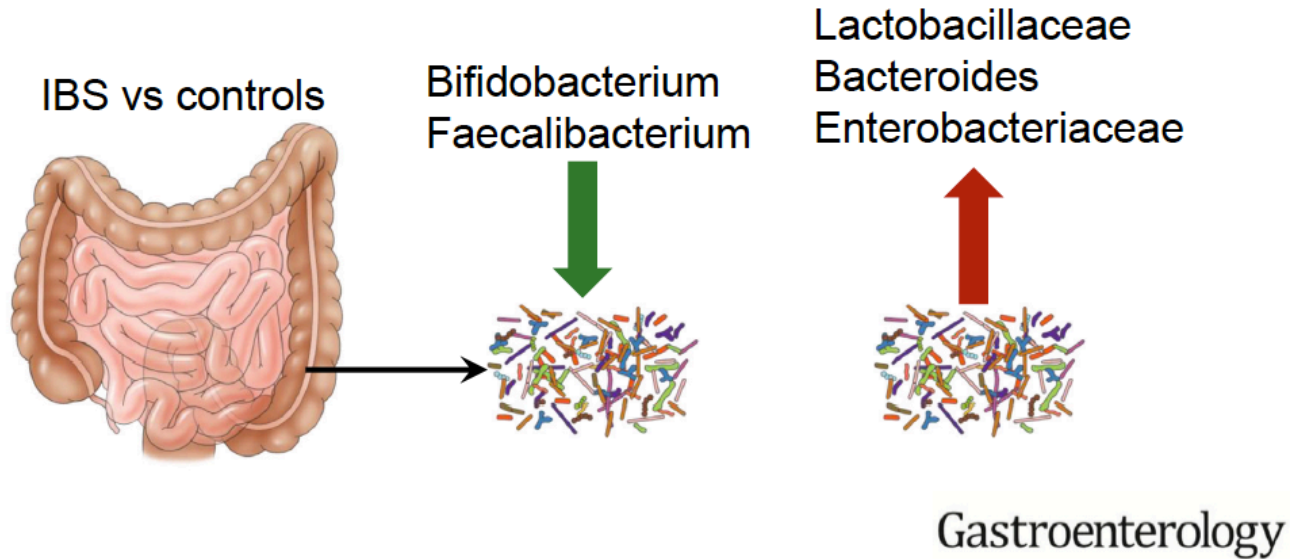 IBS vs controls
Bifidobacterium
Faecalibacterium
Lactobacillaceae
Bacteroides
Enterobacteriaceae
Gastroenterology